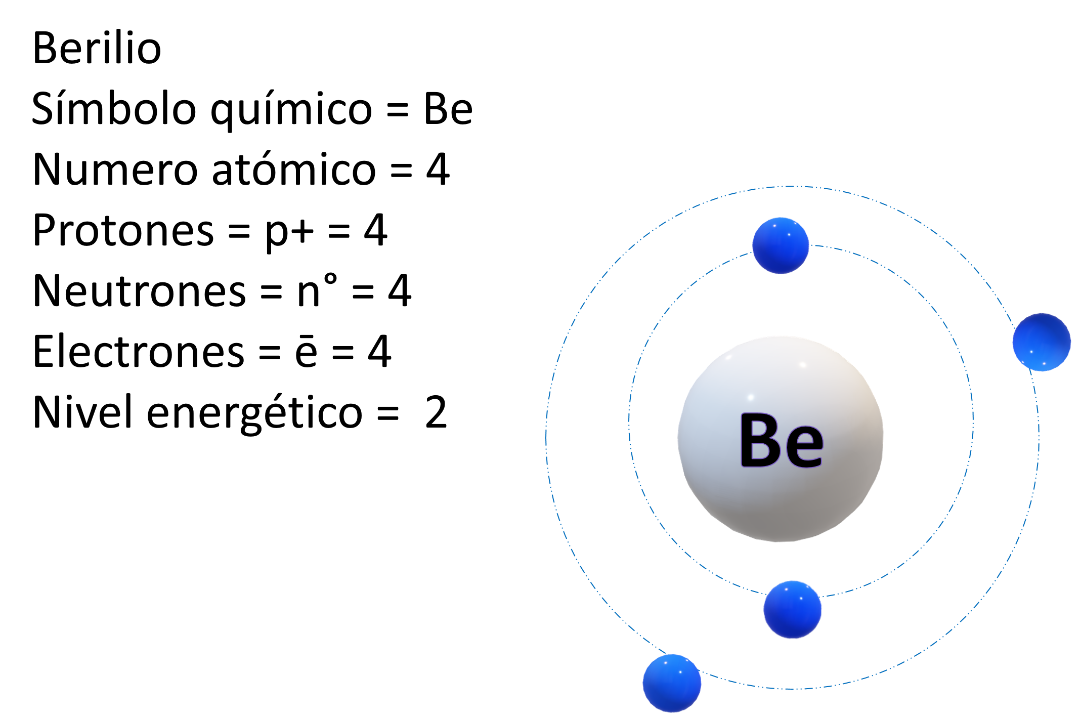 Berilio
Símbolo químico = Be
Numero atómico = 4
Protones = p+ = 4
Neutrones = n° = 4
Electrones = ē = 4
Nivel energético =  2
Be